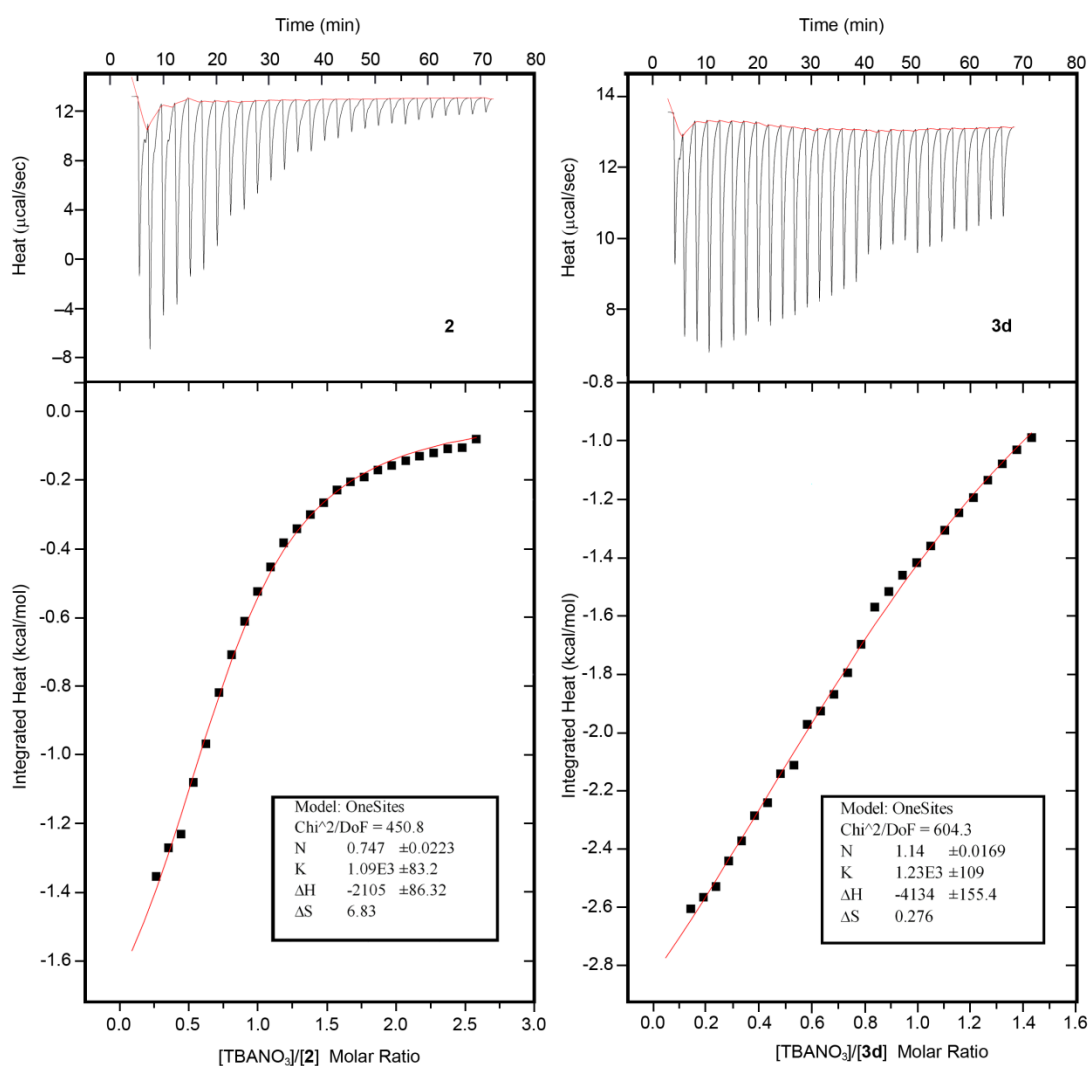 Time (min)
0 10 20 30 40 50 60 70 80
12
8
4
0
−4
−8
Heat (µcal/sec)
2
0.0
-0.2
-0.4
-0.6
-0.8
-1.0
-1.2
-1.4
-1.6
Integrated Heat (kcal/mol)
Model: OneSites
Chi^2/DoF = 450.8
N 0.747 ±0.0223
K 1.09E3 ±83.2
ΔH -2105 ±86.32
ΔS 6.83
0.0 0.5 1.0 1.5 2.0 2.5 3.0
[TBANO3]/[2] Molar Ratio
Time (min)
0 10 20 30 40 50 60 70 80
14
12
10
8
-0.8
Heat (µcal/sec)
3d
-1.0
-1.2
-1.4
-1.6
-1.8
-2.0
-2.2
-2.4
-2.6
-2.8
Integrated Heat (kcal/mol)
Model: OneSites
Chi^2/DoF = 604.3
N 1.14 ±0.0169
K 1.23E3 ±109
ΔH -4134 ±155.4
ΔS 0.276
0.0 0.2 0.4 0.6 0.8 1.0 1.2 1.4 1.6
[TBANO3]/[3d] Molar Ratio